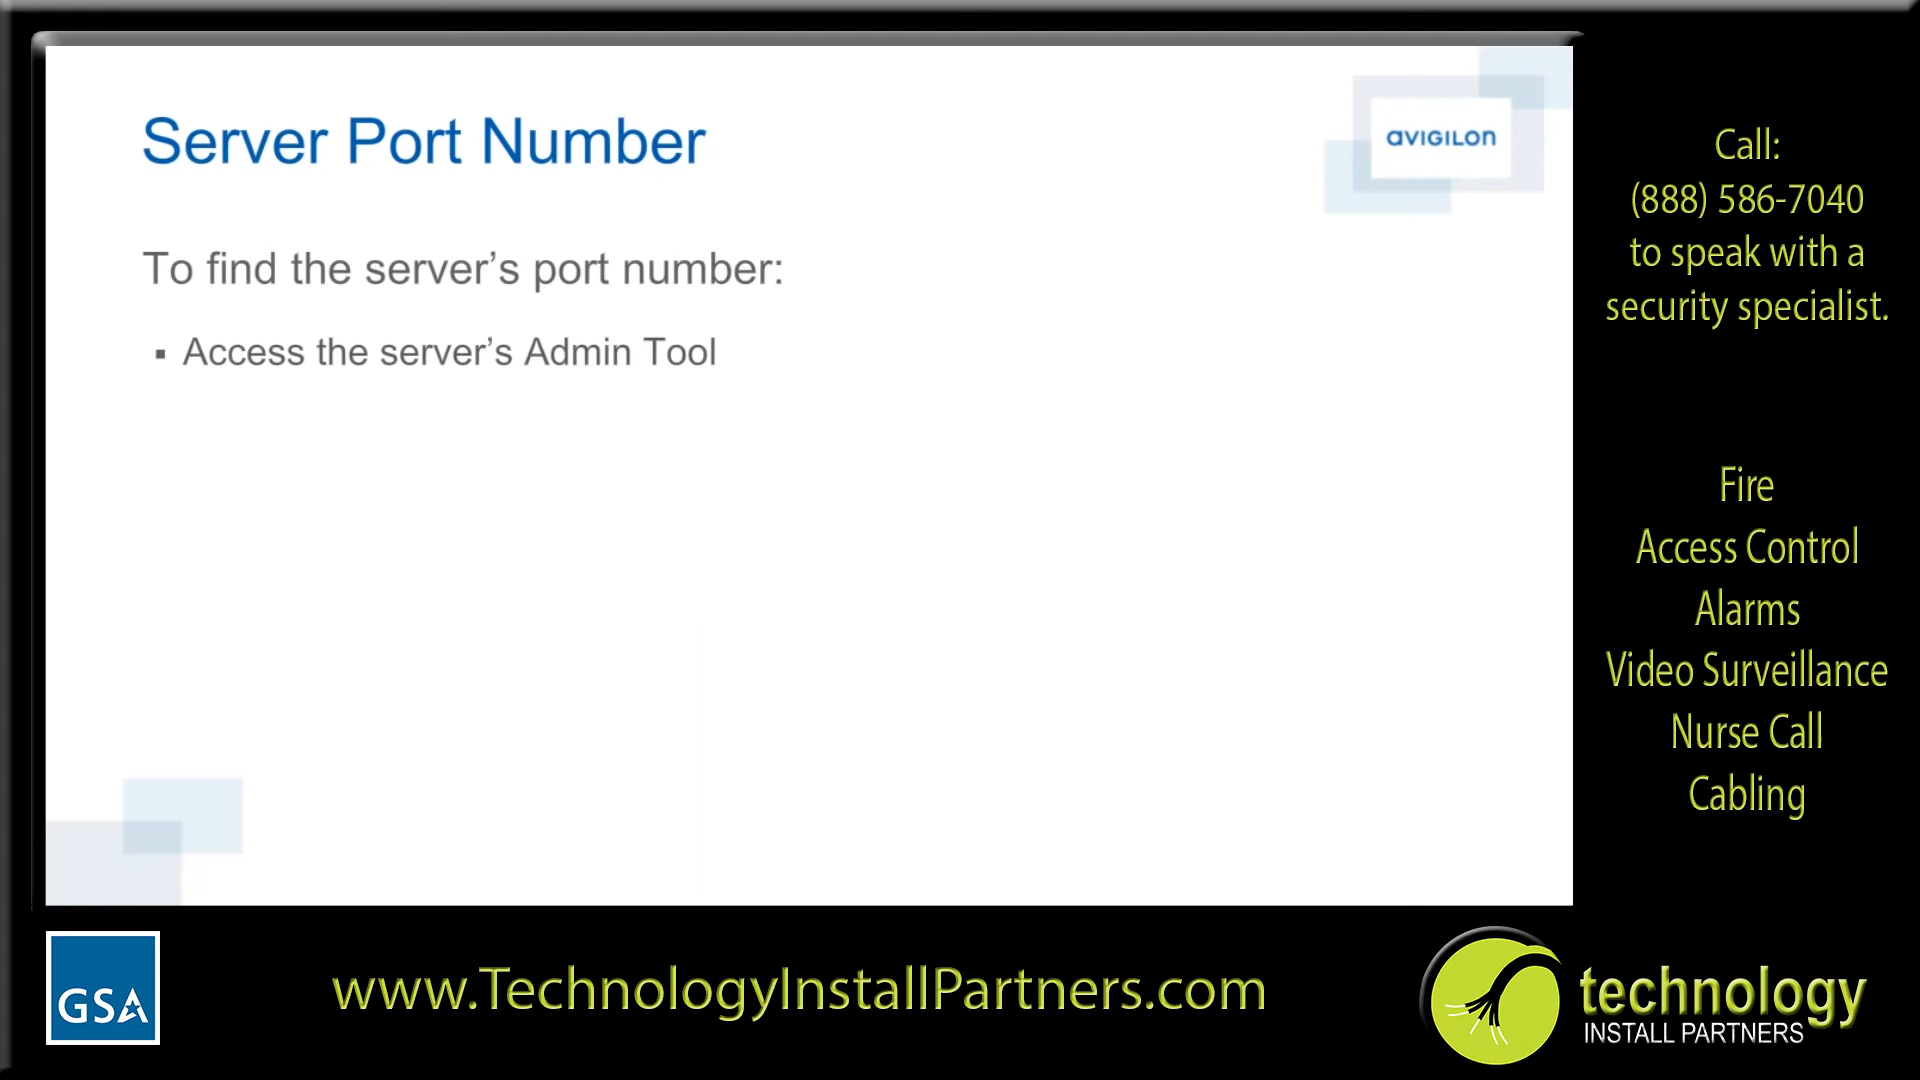 Server Port Number
AVIGILON
To find the server’s port number:
▪ Access the server’s Admin Tool
Call:
(888) 586-7040
to speak with a
security specialist.
Fire
Access Control
Alarms
Video Surveillance
Nurse Call
Cabling
GSA
www.TechnologyInstallPartners.com
technology
INSTALL PARTNERS